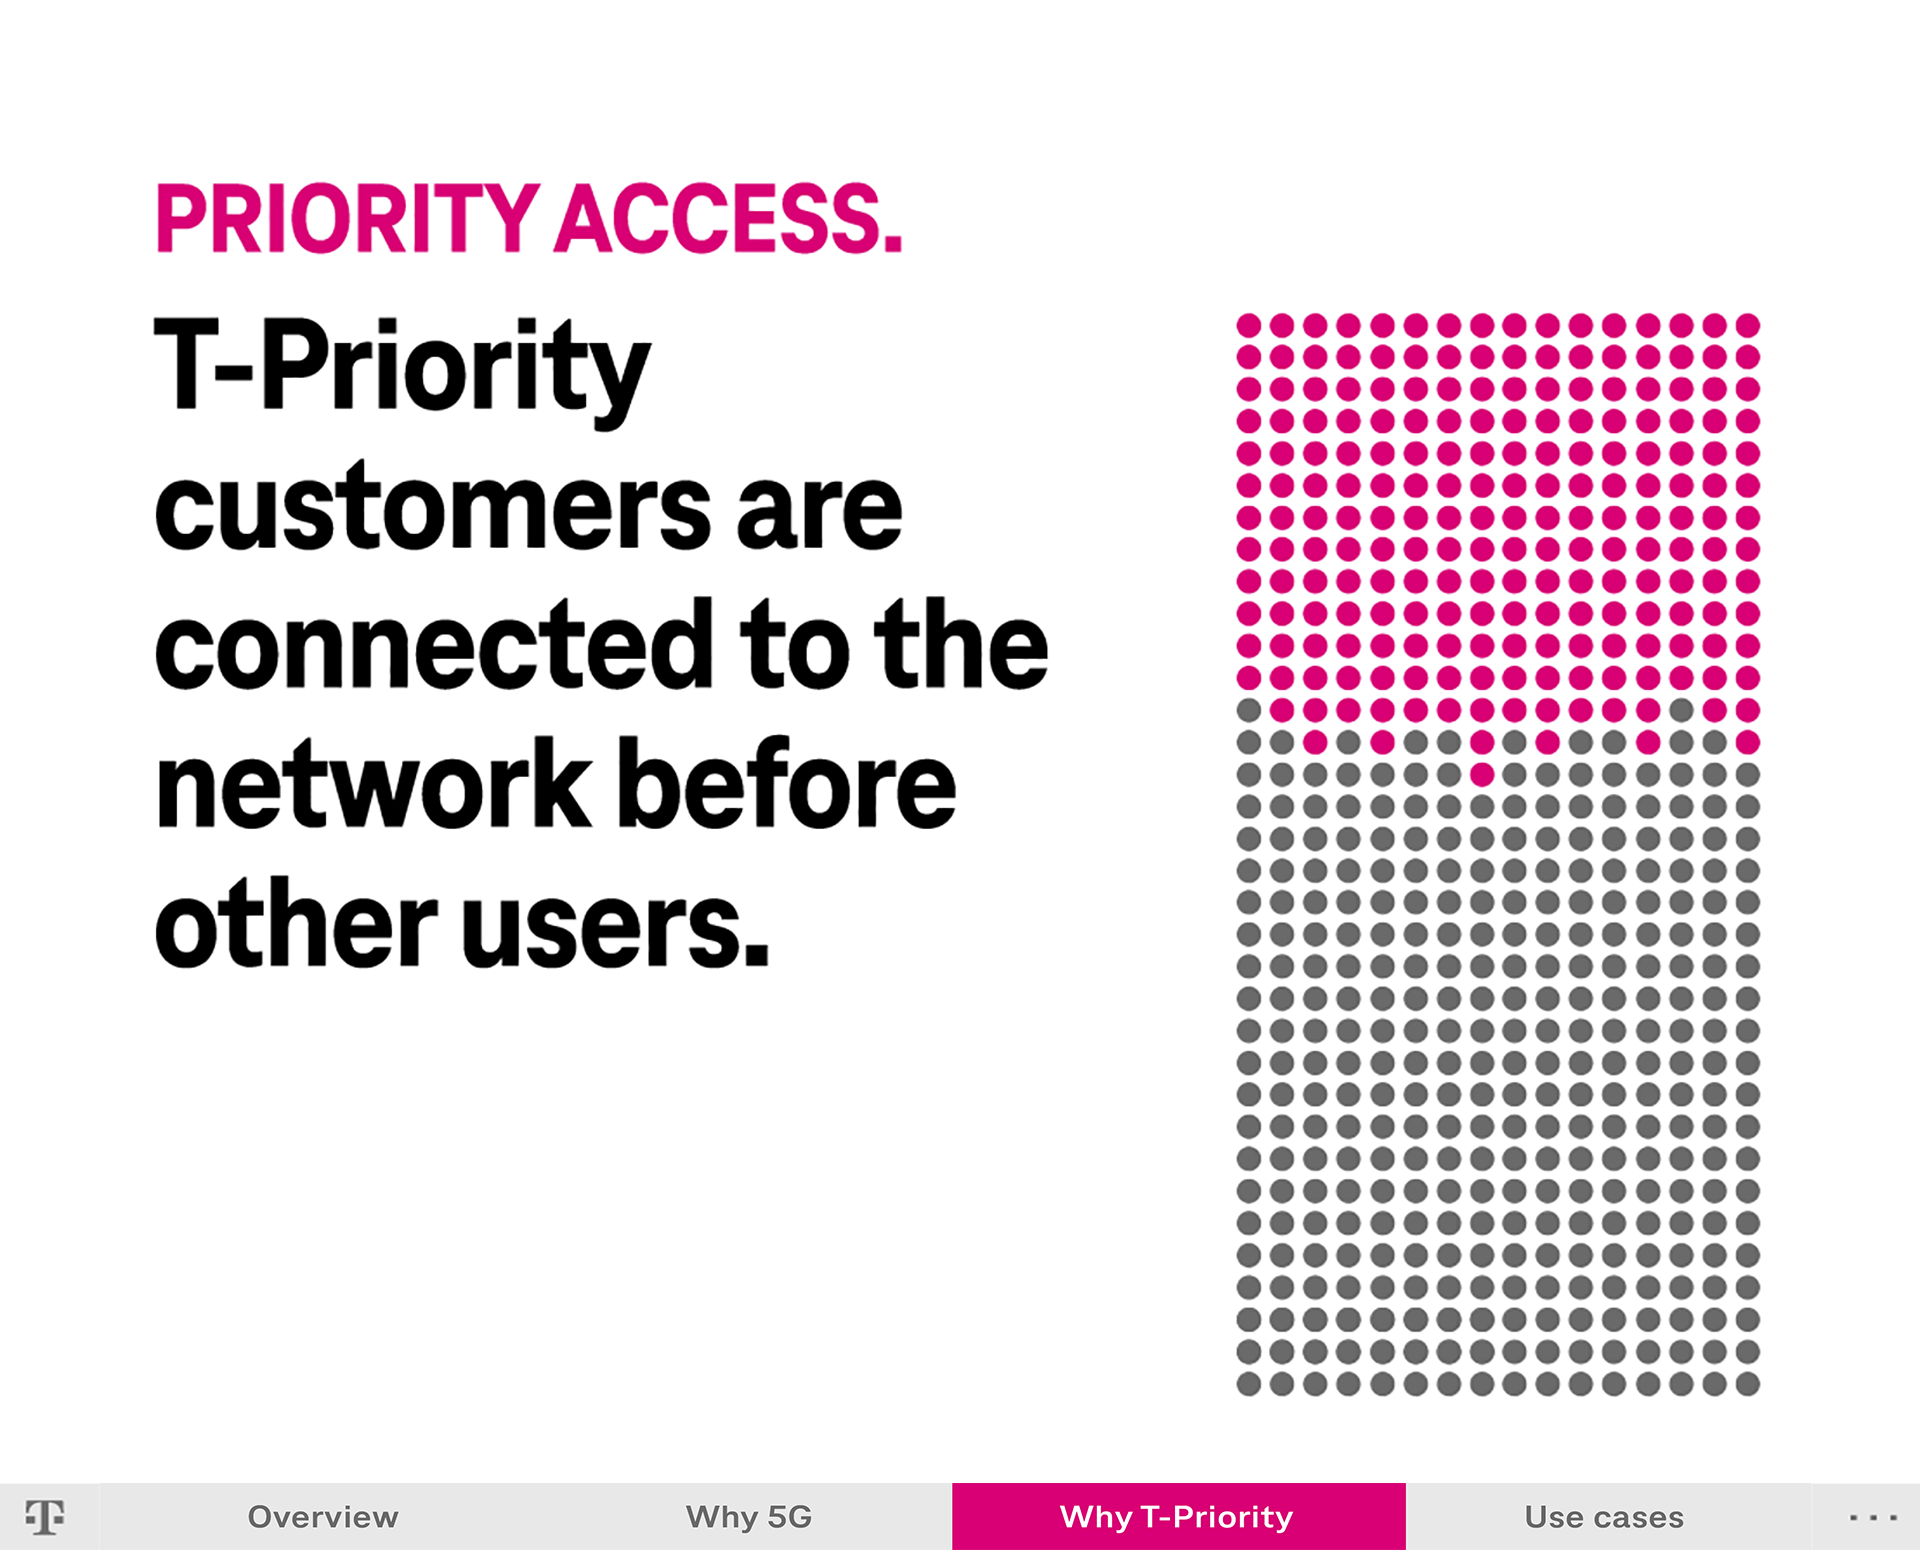 PRIORITY ACCESS.
T-Priority
customers are
connected to the
network before
other users.
T
Overview
Why 5G
Why T-Priority
Use cases
...